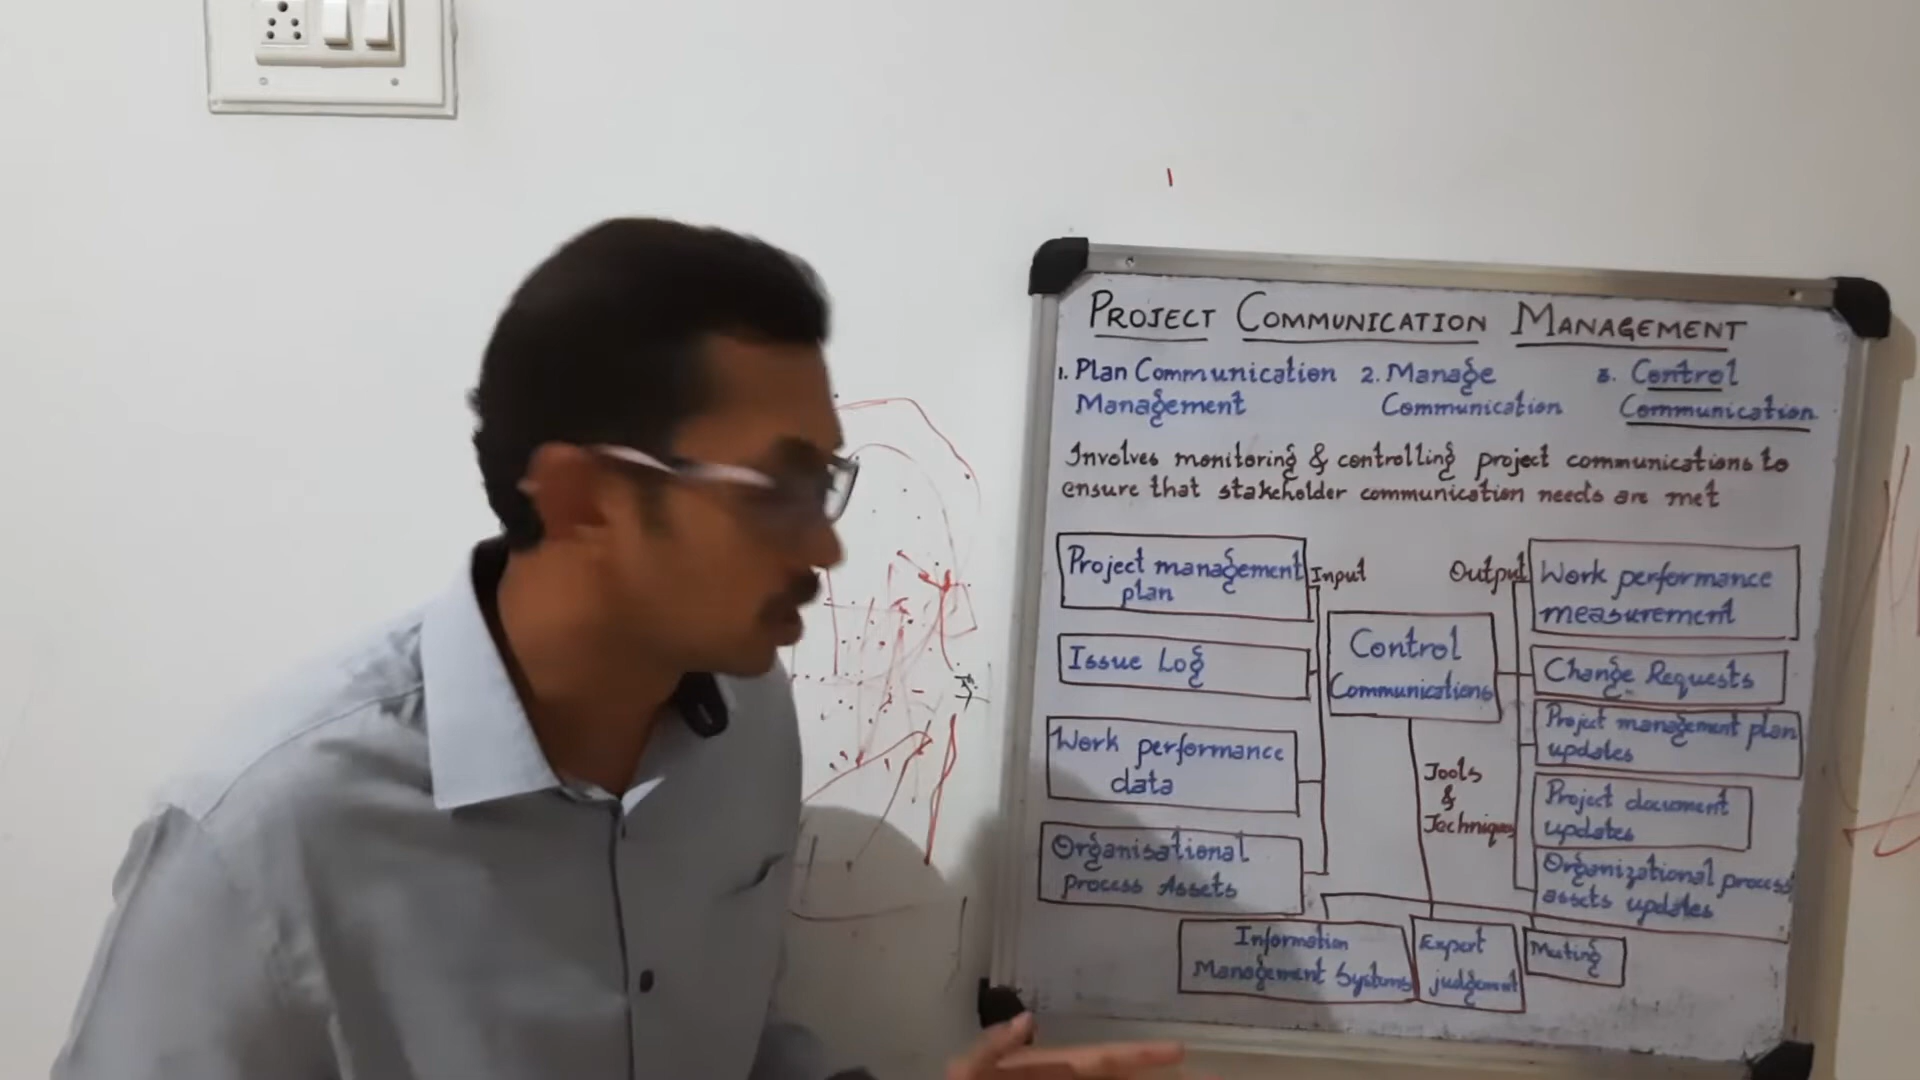 PROJECT COMMUNICATION MANAGEMENT
1. Plan Communication
Management
2. Manage
Communication
3. Control
Communication
Involves monitoring & controlling project communications to
ensure that stakeholder communication needs are met
Project management
plan
Issue Log
Work performance
data
Organisational
process Assets
Input
Control
Communications
Output
Work performance
measurement
Change Requests
Project management plan
updates
Project document
updates
Organizational process
assets updates
Tools
&
Techniques
Information
Management Systems
Expert
judgement
Meeting